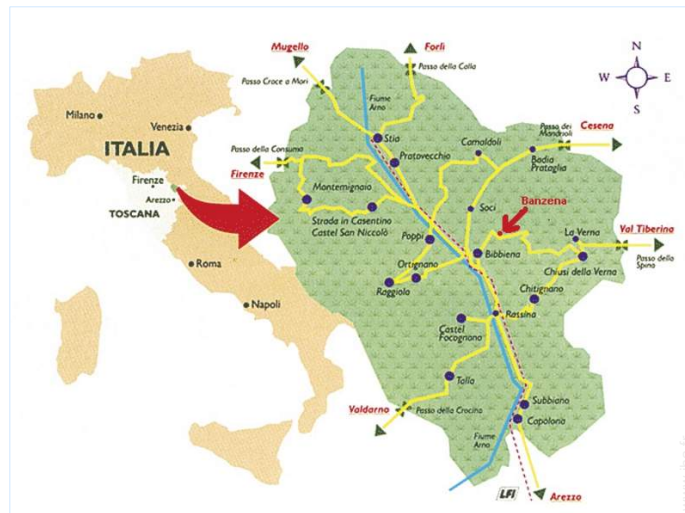 Mugello
Forlì
N
W E
S
Passo della Calla
Passo Croce a Mori
Fiume
Arno
Milano
Venezia
ITALIA
Firenze
Arezzo
TOSCANA
Roma
Napoli
Passo della Consuma
Firenze
Stia
Pratovecchio
Camaldoli
Passo dei
Mandrioli
Cesena
Badia
Prataglia
Montemignaio
Strada in Casentino
Castel San Niccolò
Soci
Banzena
Poppi
La Verna
Val Tiberina
Bibbiena
Passo dello
Spino
Ortignano
Chiusi della Verna
Raggiolo
Chitignano
Rassina
Castel
Focognano
Talla
Valdarno
Passo della Crocina
Subbiano
Capolona
Fiume
Arno
LFI
Arezzo